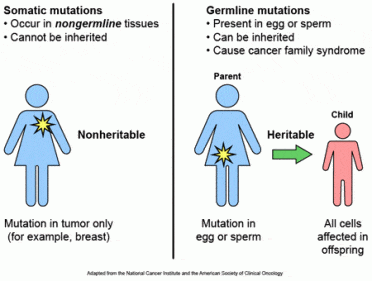 Somatic mutations
• Occur in nongermline tissues
• Cannot be inherited
Nonheritable
Mutation in tumor only
(for example, breast)
Germline mutations
• Present in egg or sperm
• Can be inherited
• Cause cancer family syndrome
Parent
Heritable
Child
Mutation in
egg or sperm
All cells
affected in
offspring
Adapted from the National Cancer Institute and the American Society of Clinical Oncology